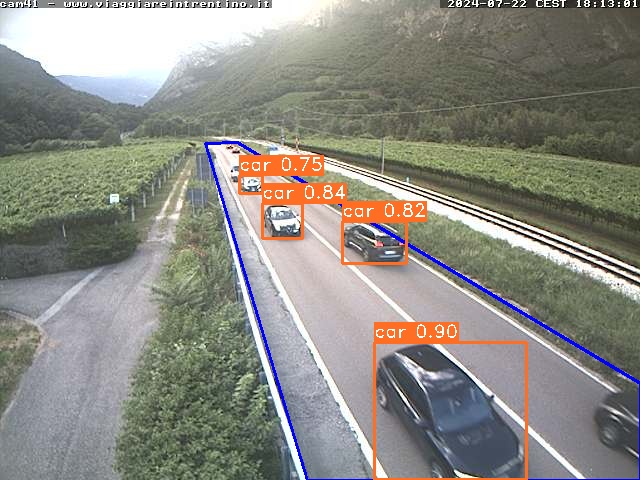 cam41 - www.viaggiareintrentino.it
2024-07-22 CEST 18:13:01
car 0.75
car 0.84
car 0.82
car 0.90